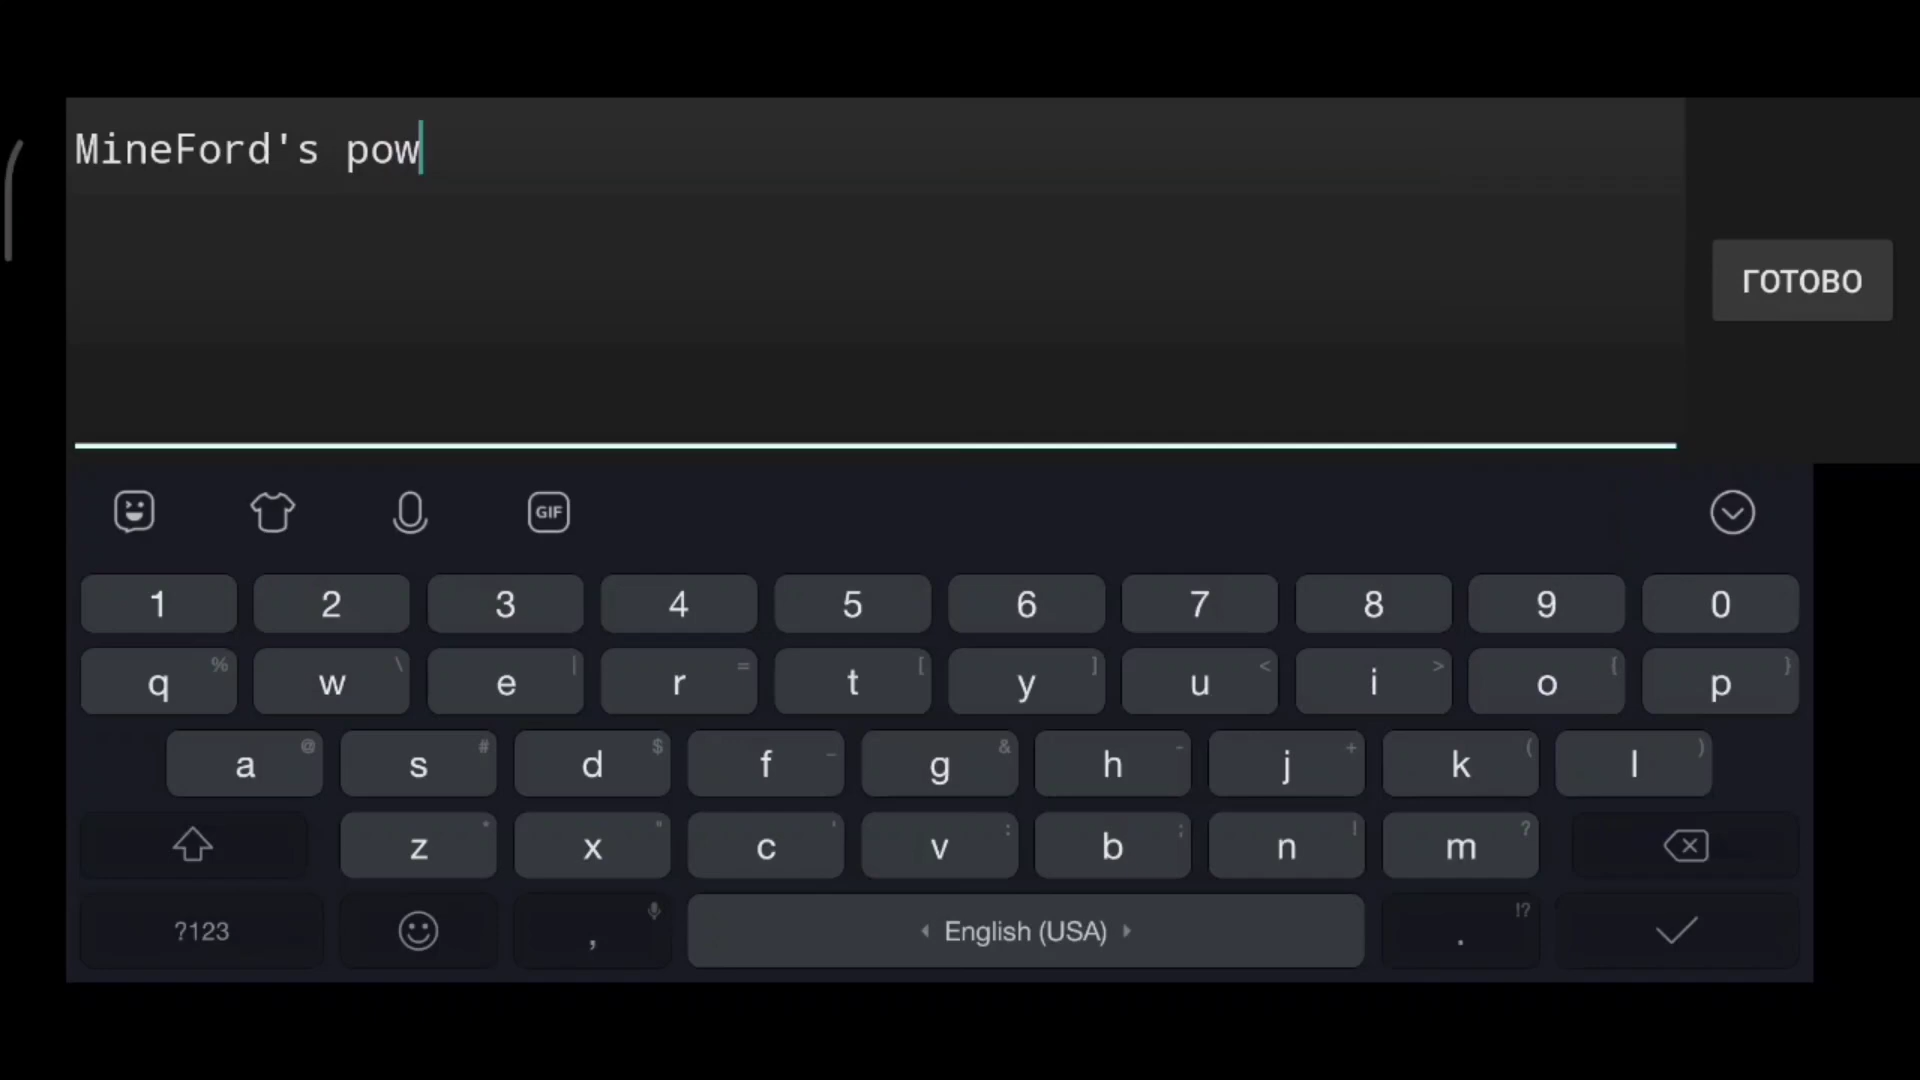 MineFord's pow
ГОТОВО
GIF
1 2 3 4 5 6 7 8 9 0
q % w \ e | r = t [ y ] u < i > o { p }
a @ s # d $ f _ g & h - j + k ( l )
z * x " c ' v : b ; n ! m ?
?123 , English (USA) . !?